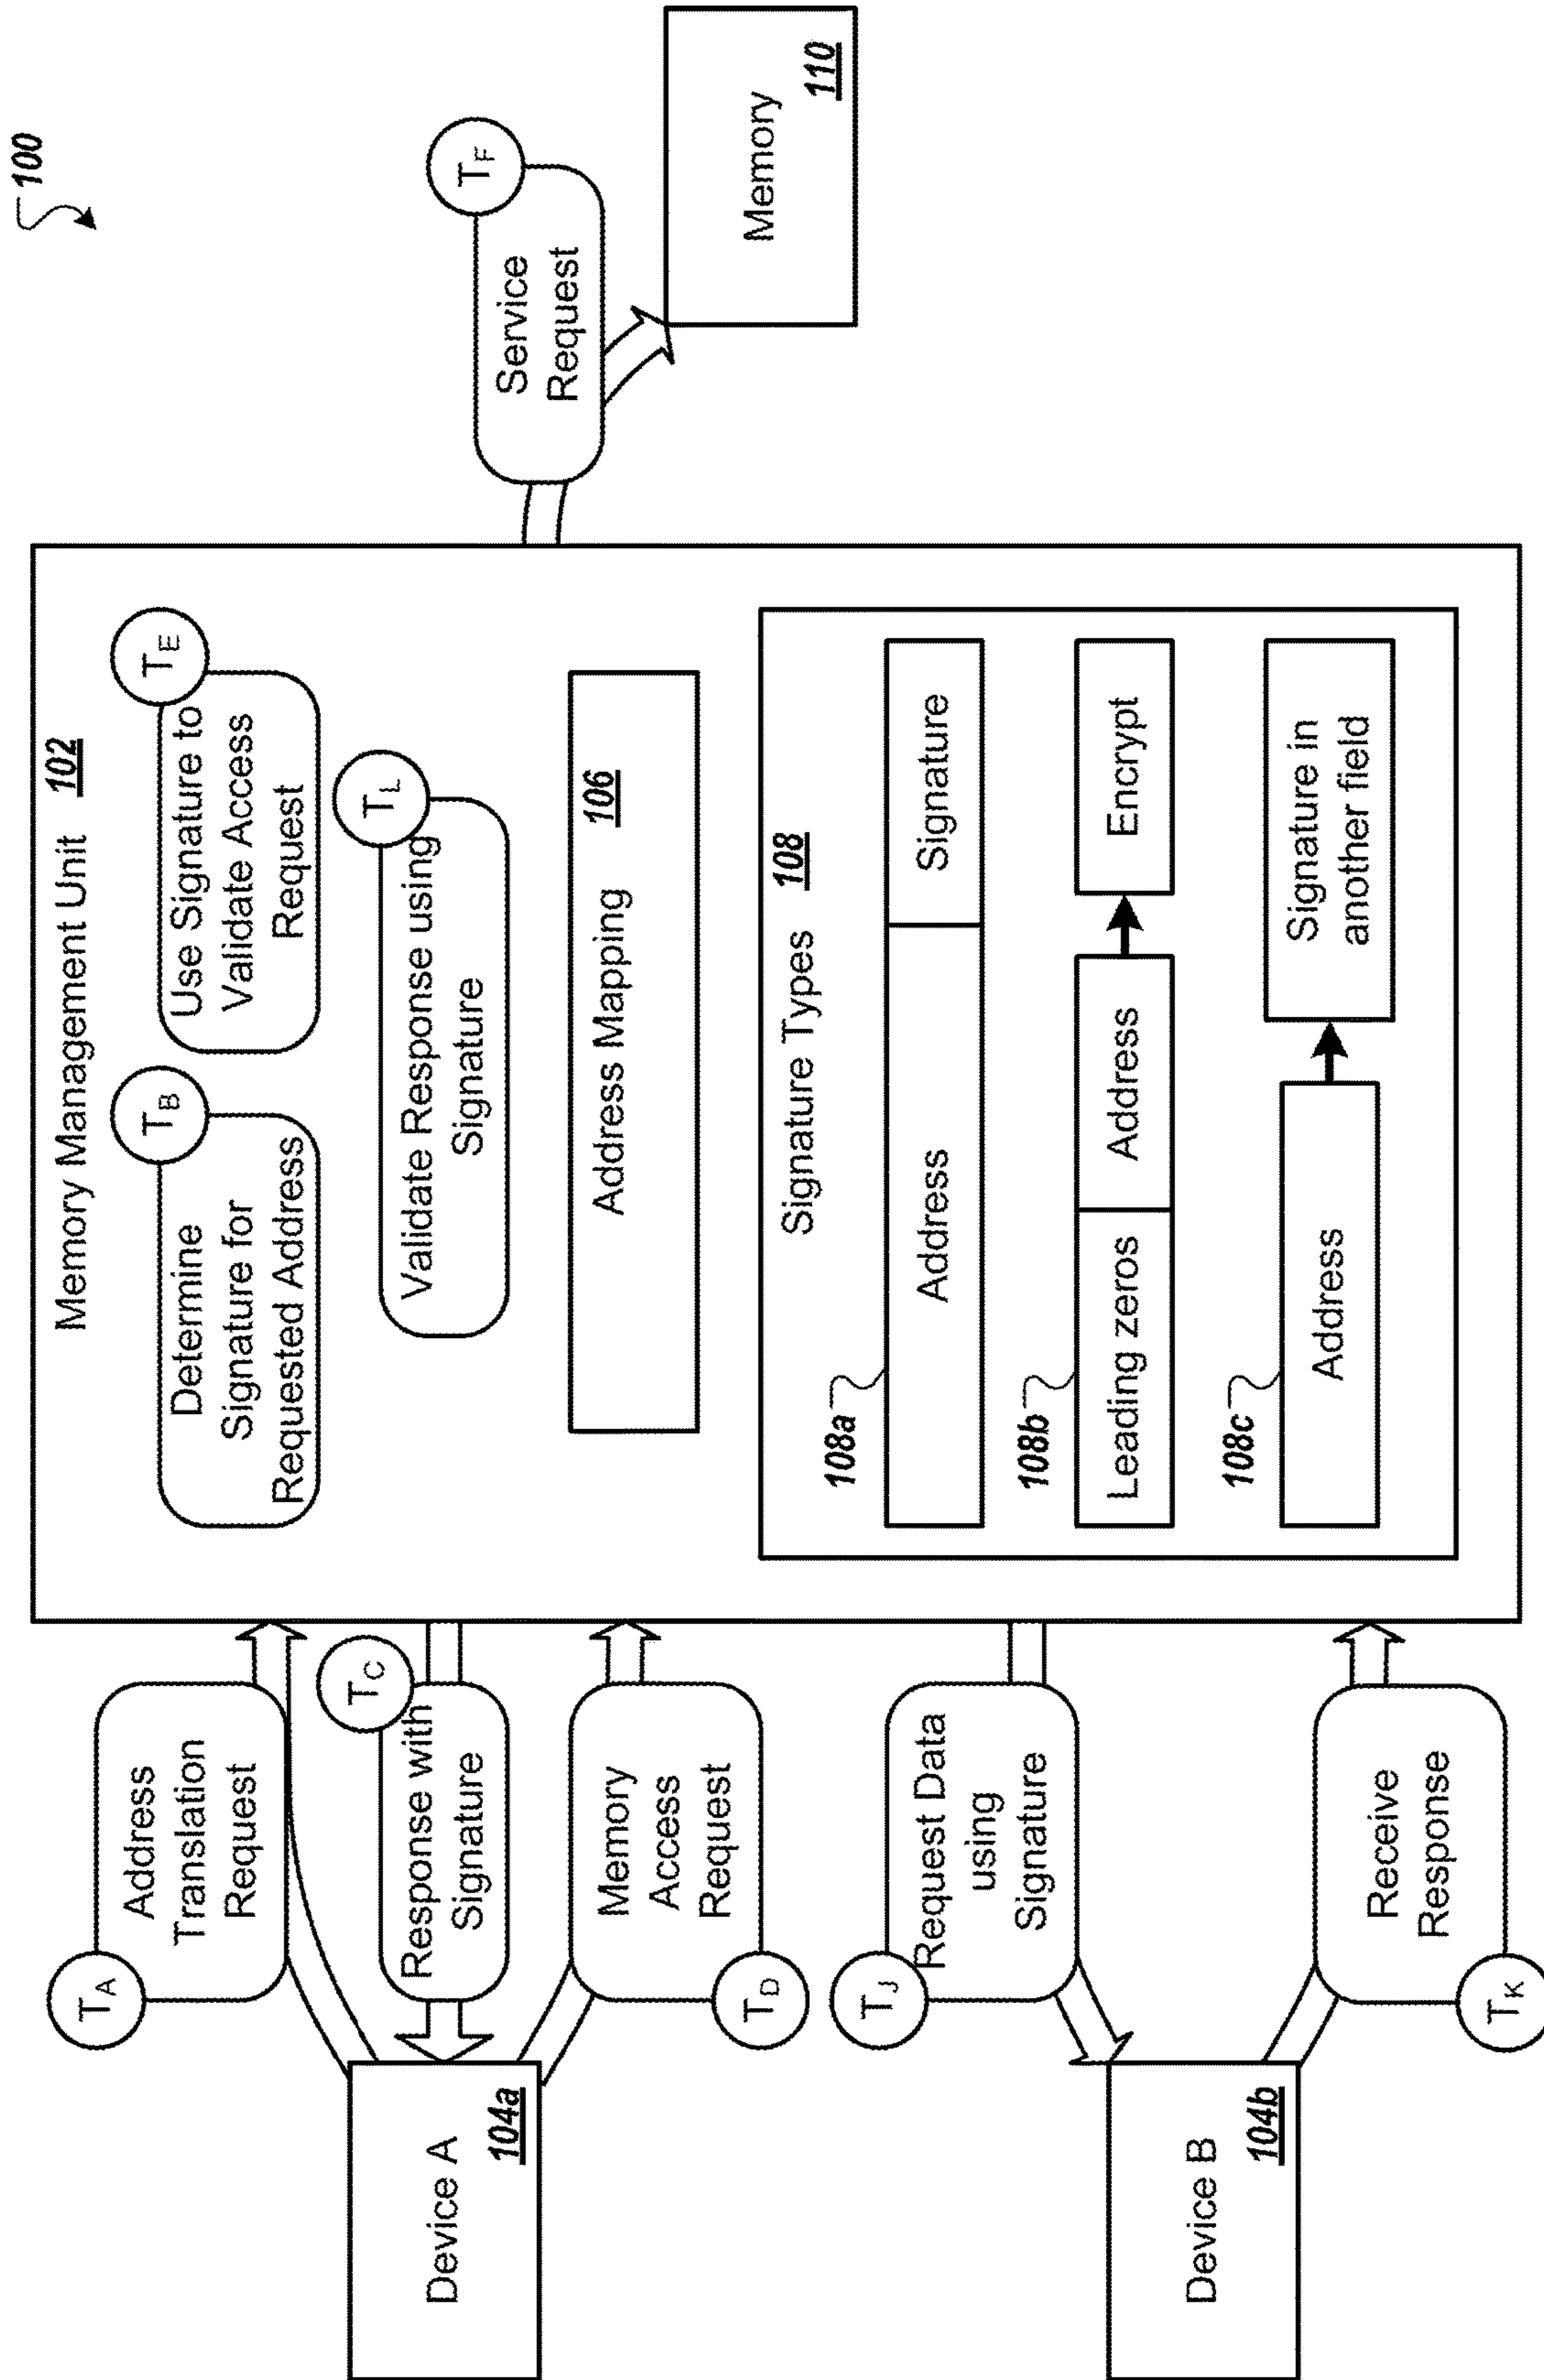 100
Memory Management Unit 102
Determine
Signature for
Requested Address
TB
Use Signature to
Validate Access
Request
TE
Validate Response using
Signature
TL
Address Mapping 106
Signature Types 108
108a
Address
Signature
108b
Leading zeros
Address
Encrypt
108c
Address
Signature in
another field
TA
Address
Translation
Request
TC
Response with
Signature
TD
Memory
Access
Request
Device A
104a
TJ
Request Data
using
Signature
TK
Receive
Response
Device B
104b
TF
Service
Request
Memory
110